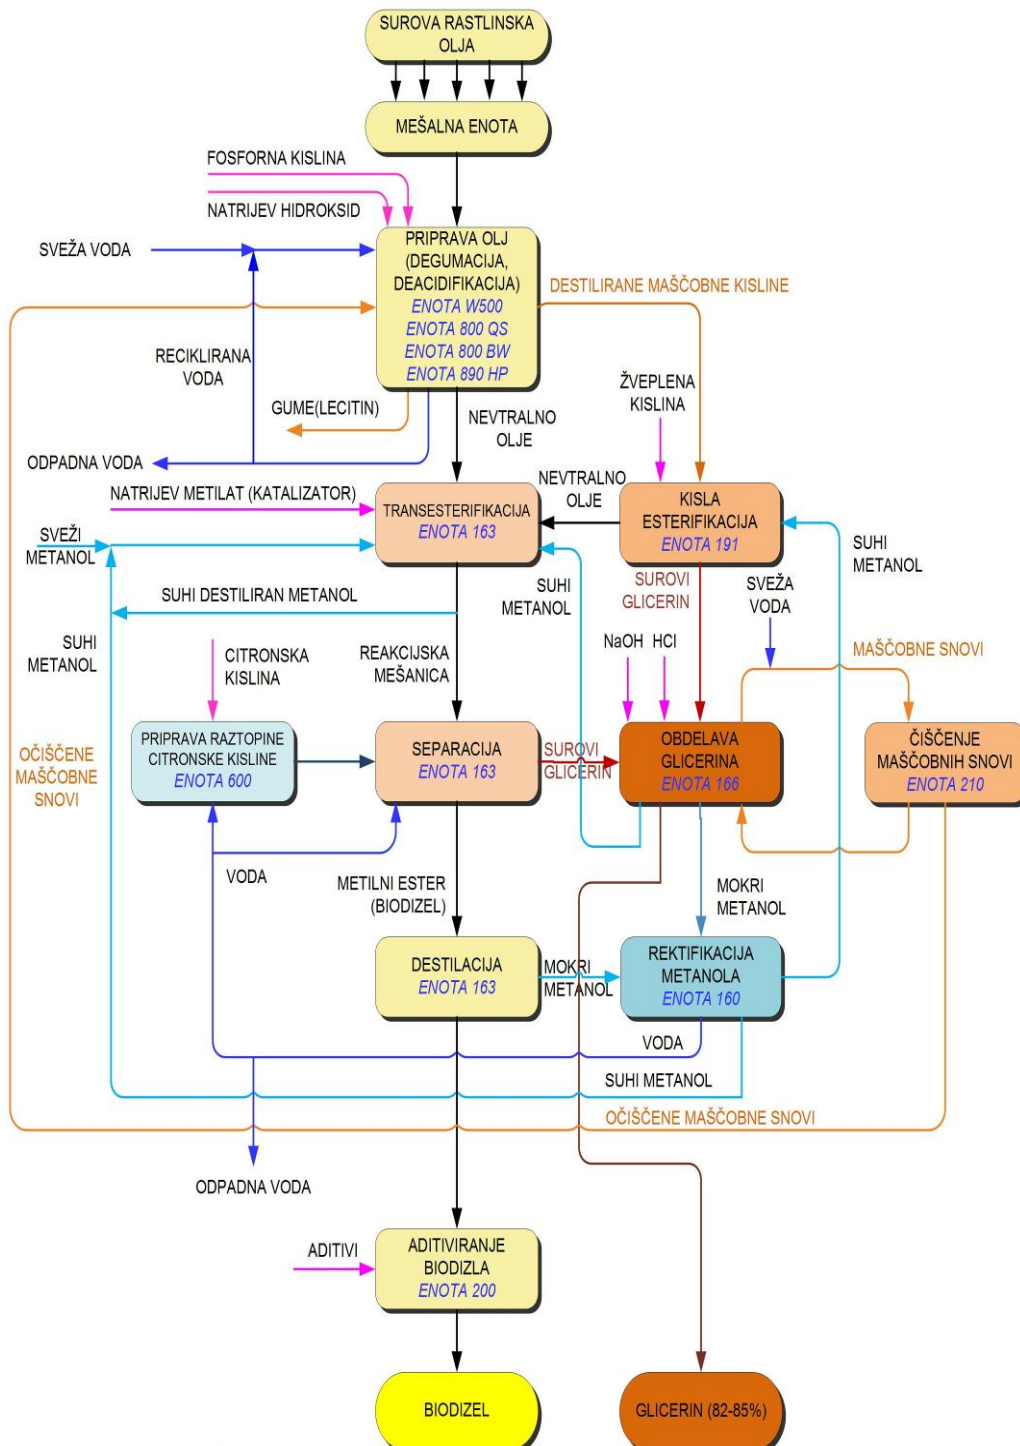 SUROVA RASTLINSKA
OLJA
MEŠALNA ENOTA
FOSFORNA KISLINA
NATRIJEV HIDROKSID
SVEŽA VODA
PRIPRAVA OLJ
(DEGUMACIJA,
DEACIDIFIKACIJA)
ENOTA W500
ENOTA 800 QS
ENOTA 800 BW
ENOTA 890 HP
DESTILIRANE MAŠČOBNE KISLINE
RECIKLIRANA
VODA
GUME(LECITIN)
ODPADNA VODA
NEVTRALNO
OLJE
ŽVEPLENA
KISLINA
NEVTRALNO
OLJE
NATRIJEV METILAT (KATALIZATOR)
TRANSESTERIFIKACIJA
ENOTA 163
KISLA
ESTERIFIKACIJA
ENOTA 191
SVEŽI
METANOL
SUHI
METANOL
SUHI
METANOL
SUROVI
GLICERIN
SVEŽA
VODA
SUHI DESTILIRAN METANOL
SUHI
METANOL
CITRONSKA
KISLINA
REAKCIJSKA
MEŠANICA
NaOH
HCl
MAŠČOBNE SNOVI
OČIŠČENE
MAŠČOBNE
SNOVI
PRIPRAVA RAZTOPINE
CITRONSKE KISLINE
ENOTA 600
SEPARACIJA
ENOTA 163
SUROVI
GLICERIN
OBDELAVA
GLICERINA
ENOTA 166
ČIŠČENJE
MAŠČOBNIH SNOVI
ENOTA 210
VODA
METILNI ESTER
(BIODIZEL)
MOKRI
METANOL
DESTILACIJA
ENOTA 163
MOKRI
METANOL
REKTIFIKACIJA
METANOLA
ENOTA 160
VODA
SUHI METANOL
OČIŠČENE MAŠČOBNE SNOVI
ODPADNA VODA
ADITIVI
ADITIVIRANJE
BIODIZLA
ENOTA 200
BIODIZEL
GLICERIN (82-85%)